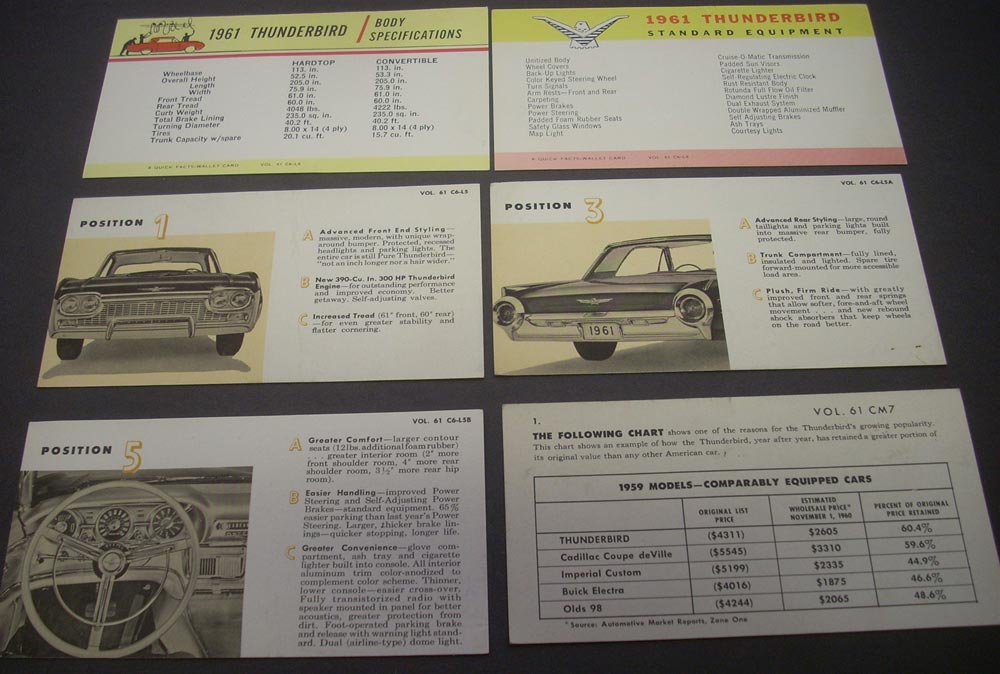 1961 THUNDERBIRD / BODY
SPECIFICATIONS
HARDTOP CONVERTIBLE
Wheelbase 113. in. 113. in.
Overall Height 52.5 in. 53.3 in.
Length 205.0 in. 205.0 in.
Width 75.9 in. 75.9 in.
Front Tread 61.0 in. 61.0 in.
Rear Tread 60.0 in. 60.0 in.
Curb Weight 4048 lbs. 4222 lbs.
Total Brake Lining 235.0 sq. in. 235.0 sq. in.
Turning Diameter 40.2 ft. 40.2 ft.
Tires 8.00 x 14 (4 ply) 8.00 x 14 (4 ply)
Trunk Capacity w/spare 20.1 cu. ft. 15.7 cu. ft.
A QUICK FACTS-WALLET CARD VOL. 61 C6-L4
1961 THUNDERBIRD
STANDARD EQUIPMENT
Unitized Body
Wheel Covers
Back-Up Lights
Color Keyed Steering Wheel
Turn Signals
Arm Rests—Front and Rear
Carpeting
Power Brakes
Power Steering
Padded Foam Rubber Seats
Safety Glass Windows
Map Light
Cruise-O-Matic Transmission
Padded Sun Visors
Cigarette Lighter
Self-Regulating Electric Clock
Rust Resistant Body
Rotunda Full Flow Oil Filter
Diamond Lustre Finish
Dual Exhaust System
Double Wrapped Aluminized Muffler
Self Adjusting Brakes
Ash Trays
Courtesy Lights
A QUICK FACTS-WALLET CARD VOL. 61 C6-L4
VOL. 61 C6-L5
POSITION 1
A Advanced Front End Styling—
massive, modern, with unique wrap-
around bumper. Protected, recessed
headlights and parking lights. The
entire car is still Pure Thunderbird—
"not an inch longer nor a hair wider."
B New 390-Cu. In. 300 HP Thunderbird
Engine—for outstanding performance
and improved economy. Better
getaway. Self-adjusting valves.
C Increased Tread (61" front, 60" rear)
—for even greater stability and
flatter cornering.
VOL. 61 C6-L5A
POSITION 3
A Advanced Rear Styling—large, round
taillights and parking lights built
into massive rear bumper, fully
protected.
B Trunk Compartment—fully lined,
insulated and lighted. Spare tire
forward-mounted for more accessible
load area.
C Plush, Firm Ride—with greatly
improved front and rear springs
that allow softer, fore-and-aft wheel
movement . . . and new rebound
shock absorbers that keep wheels
on the road better.
1961
VOL. 61 C6-L5B
POSITION 5
A Greater Comfort—larger contour
seats (12 lbs. additional foam rubber)
. . . greater interior room (2" more
front shoulder room, 4" more rear
shoulder room, 3½" more rear hip
room).
B Easier Handling—improved Power
Steering and Self-Adjusting Power
Brakes—standard equipment. 65%
easier parking than last year's Power
Steering. Larger, thicker brake lin-
ings—quicker stopping, longer life.
C Greater Convenience—glove com-
partment, ash tray and cigarette
lighter built into console. All interior
aluminum trim color-anodized to
complement color scheme. Thinner,
lower console—easier cross-over.
Fully transistorized radio with
speaker mounted in panel for better
acoustics, greater protection from
dirt. Foot-operated parking brake
and release with warning light stand-
ard. Dual (airline-type) dome light.
VOL. 61 CM7
1.
THE FOLLOWING CHART shows one of the reasons for the Thunderbird's growing popularity.
This chart shows an example of how the Thunderbird, year after year, has retained a greater portion of
its original value than any other American car.
1959 MODELS—COMPARABLY EQUIPPED CARS
ORIGINAL LIST PRICE ESTIMATED WHOLESALE PRICE* NOVEMBER 1, 1960 PERCENT OF ORIGINAL PRICE RETAINED
THUNDERBIRD ($4311) $2605 60.4%
Cadillac Coupe deVille ($5545) $3310 59.6%
Imperial Custom ($5199) $2335 44.9%
Buick Electra ($4016) $1875 46.6%
Olds 98 ($4244) $2065 48.6%
* Source: Automotive Market Reports, Zone One